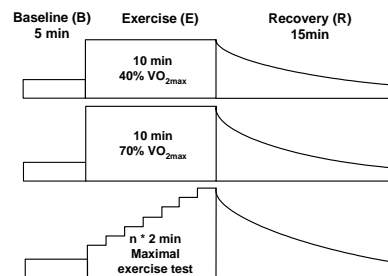 Baseline (B) Exercise (E) Recovery (R)
5 min 15min
10 min
40% VO2max
10 min
70% VO2max
n * 2 min
Maximal
exercise test